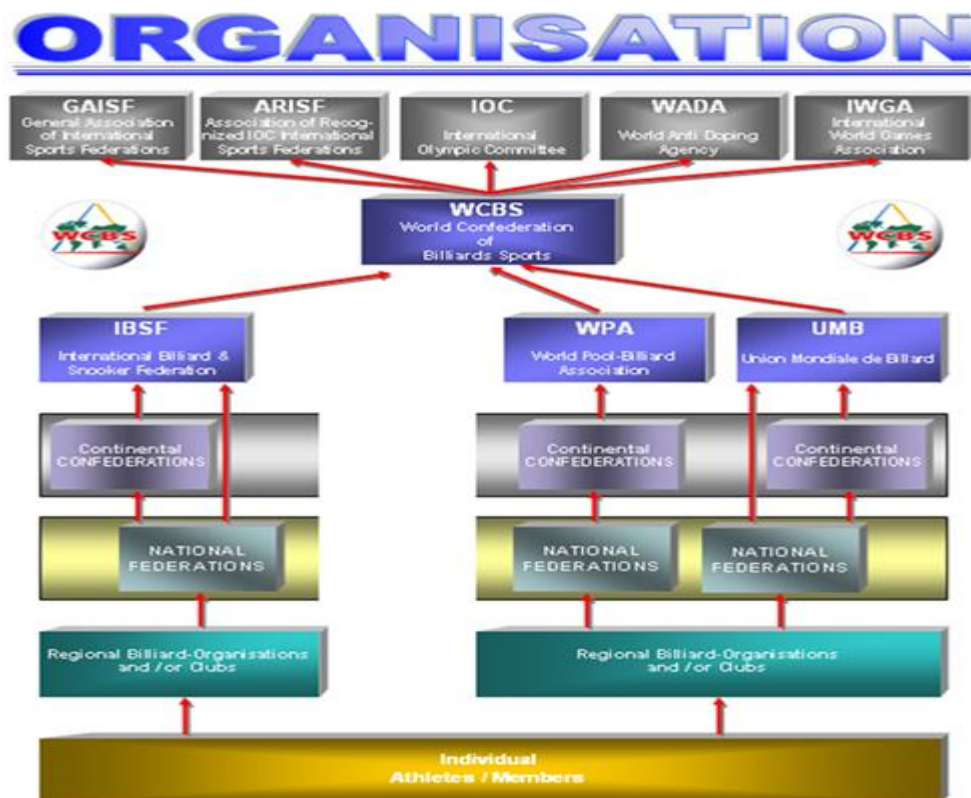 ORGANISATION
GAISF
General Association
of International
Sports Federations
ARISF
Association of Recog-
nized IOC International
Sports Federations
IOC
International
Olympic Committee
WADA
World Anti Doping
Agency
IWGA
International
World Games
Association
WCBS
World Confederation
of
Billiards Sports
WCBS
WCBS
IBSF
International Billiard &
Snooker Federation
WPA
World Pool-Billiard
Association
UMB
Union Mondiale de Billard
Continental
CONFEDERATIONS
Continental
CONFEDERATIONS
Continental
CONFEDERATIONS
NATIONAL
FEDERATIONS
NATIONAL
FEDERATIONS
NATIONAL
FEDERATIONS
Regional Billiard-Organisations
and /or Clubs
Regional Billiard-Organisations
and /or Clubs
Individual
Athletes / Members